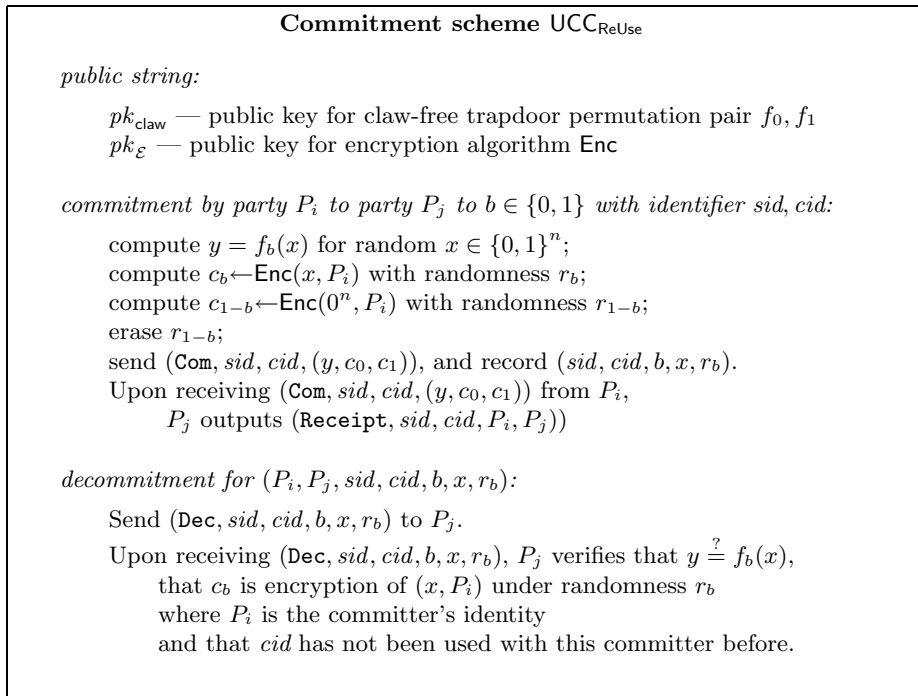 Commitment scheme UCC_ReUse
public string:
pk_claw — public key for claw-free trapdoor permutation pair f_0, f_1
pk_ℰ — public key for encryption algorithm Enc
commitment by party P_i to party P_j to b ∈ {0, 1} with identifier sid, cid:
compute y = f_b(x) for random x ∈ {0, 1}^n;
compute c_b←Enc(x, P_i) with randomness r_b;
compute c_{1−b}←Enc(0^n, P_i) with randomness r_{1−b};
erase r_{1−b};
send (Com, sid, cid, (y, c_0, c_1)), and record (sid, cid, b, x, r_b).
Upon receiving (Com, sid, cid, (y, c_0, c_1)) from P_i,
P_j outputs (Receipt, sid, cid, P_i, P_j))
decommitment for (P_i, P_j, sid, cid, b, x, r_b):
Send (Dec, sid, cid, b, x, r_b) to P_j.
Upon receiving (Dec, sid, cid, b, x, r_b), P_j verifies that y ≟ f_b(x),
that c_b is encryption of (x, P_i) under randomness r_b
where P_i is the committer's identity
and that cid has not been used with this committer before.